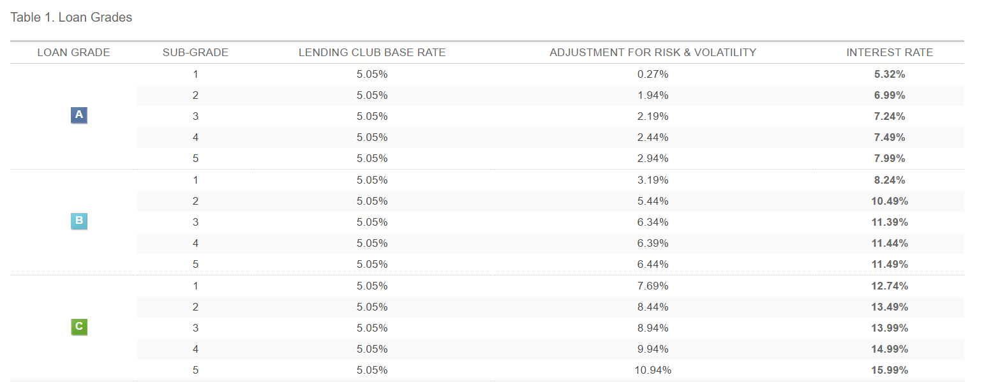 Table 1. Loan Grades
LOAN GRADE SUB-GRADE LENDING CLUB BASE RATE ADJUSTMENT FOR RISK & VOLATILITY INTEREST RATE
1 5.05% 0.27% 5.32%
2 5.05% 1.94% 6.99%
A 3 5.05% 2.19% 7.24%
4 5.05% 2.44% 7.49%
5 5.05% 2.94% 7.99%
1 5.05% 3.19% 8.24%
2 5.05% 5.44% 10.49%
B 3 5.05% 6.34% 11.39%
4 5.05% 6.39% 11.44%
5 5.05% 6.44% 11.49%
1 5.05% 7.69% 12.74%
2 5.05% 8.44% 13.49%
C 3 5.05% 8.94% 13.99%
4 5.05% 9.94% 14.99%
5 5.05% 10.94% 15.99%